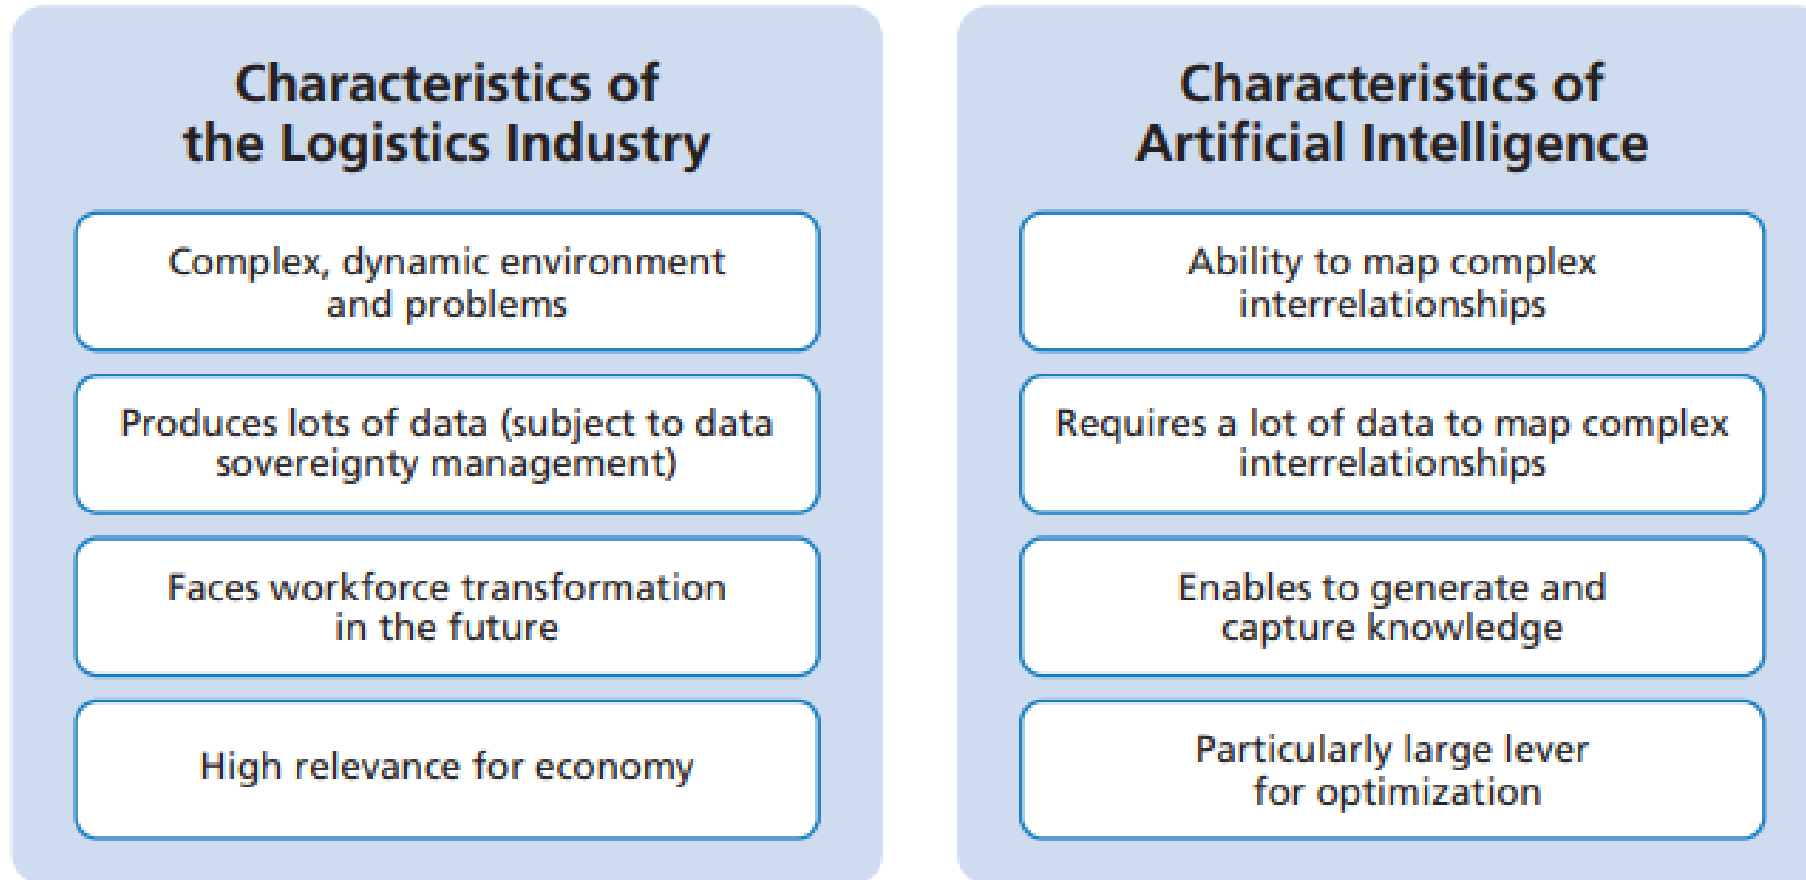 Characteristics of
the Logistics Industry
Complex, dynamic environment
and problems
Produces lots of data (subject to data
sovereignty management)
Faces workforce transformation
in the future
High relevance for economy
Characteristics of
Artificial Intelligence
Ability to map complex
interrelationships
Requires a lot of data to map complex
interrelationships
Enables to generate and
capture knowledge
Particularly large lever
for optimization